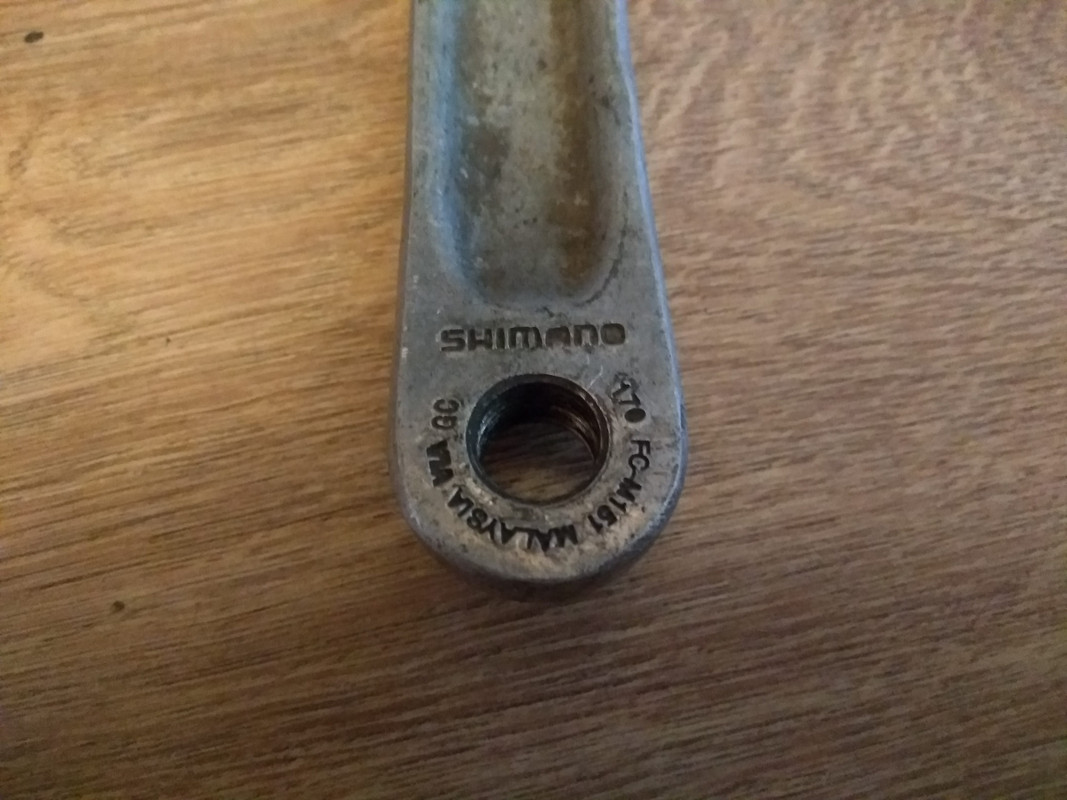 SHIMANO
170 FC-M151 MALAYSIA VIA GC